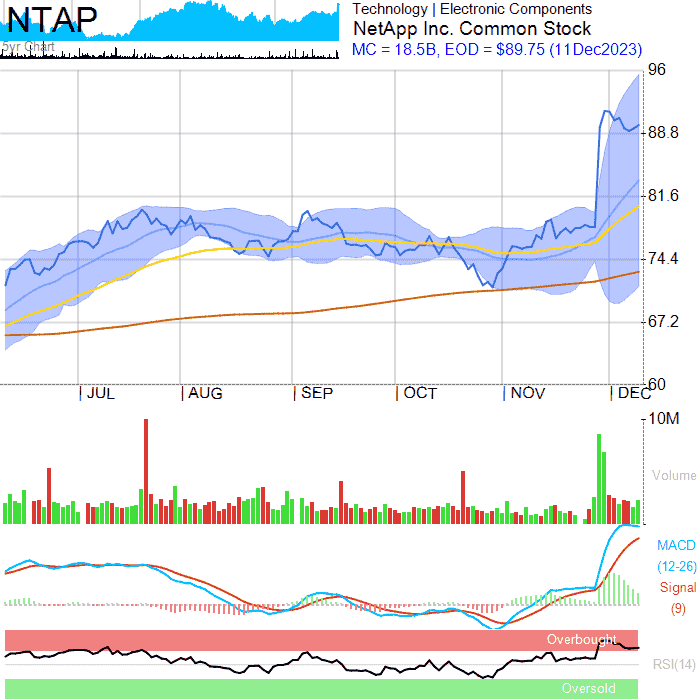 NTAP
5yr Chart
Technology | Electronic Components
NetApp Inc. Common Stock
MC = 18.5B, EOD = $89.75 (11Dec2023)
96
88.8
81.6
74.4
67.2
60
JUL AUG SEP OCT NOV DEC
10M
Volume
MACD
(12-26)
Signal
(9)
Overbought
RSI(14)
Oversold